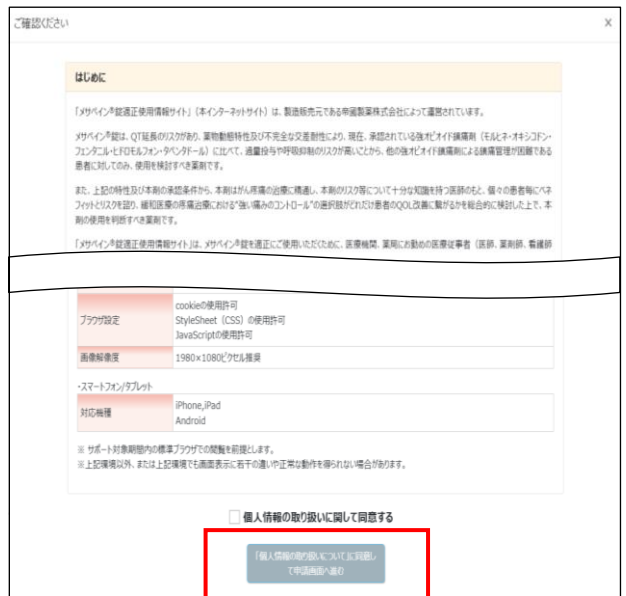 ご確認ください
x
はじめに
「メサペイン®錠適正使用情報サイト」（本インターネットサイト）は、製造販売元である帝國製薬株式会社によって運営されています。
メサペイン®錠は、QT延長のリスクがあり、薬物動態特性及び不完全な交差耐性により、現在、承認されている強オピオイド鎮痛剤（モルヒネ・オキシコドン・
フェンタニル・ヒドロモルフォン・タペンタドール）に比べて、過量投与や呼吸抑制のリスクが高いことから、他の強オピオイド鎮痛剤による疼痛管理が困難である
患者に対してのみ、使用を検討すべき薬剤です。
また、上記の特性及び本剤の承認条件から、本剤はがん疼痛の治療に精通し、本剤のリスク等について十分な知識を持つ医師のもと、個々の患者毎にベネ
フィットとリスクを図り、緩和医療の疼痛治療における“強い痛みのコントロール”の選択肢がどれだけ患者のQOL改善に繋がるかを総合的に検討した上で、本
剤の使用を判断すべき薬剤です。
「メサペイン®錠適正使用情報サイト」は、メサペイン®錠を適正にご使用いただくために、医療機関、薬局にお勤めの医療従事者（医師、薬剤師、看護師
ブラウザ設定
cookieの使用許可
StyleSheet（CSS）の使用許可
JavaScriptの使用許可
画像解像度
1980×1080ピクセル推奨
・スマートフォン/タブレット
対応機種
iPhone,iPad
Android
※ サポート対象期間内の標準ブラウザでの閲覧を前提とします。
※上記環境以外、または上記環境でも画面表示に若干の違いや正常な動作を得られない場合があります。
個人情報の取り扱いに関して同意する
「個人情報の取り扱いについて」に同意し
て申請画面へ進む